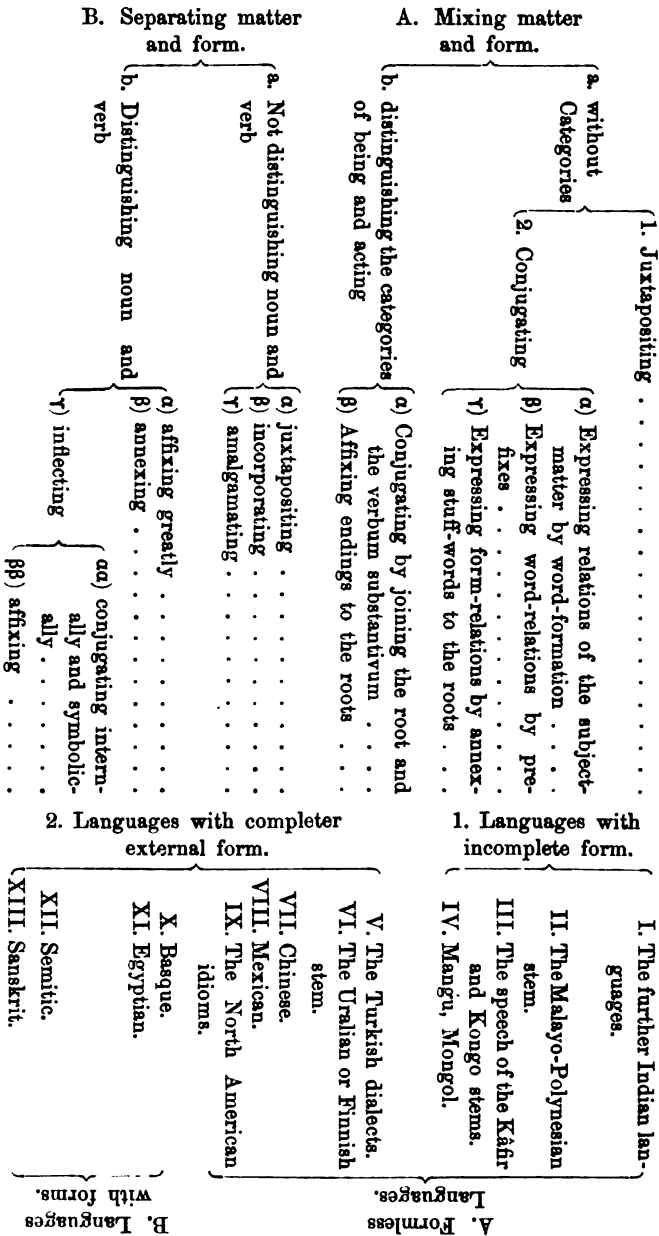 A. Mixing matter
and form.
a. without
Categories
1. Juxtapositing . . . . . . . . . . . . . . . . .
2. Conjugating
α) Expressing relations of the subject-
matter by word-formation . . . .
β) Expressing word-relations by pre-
fixes . . . . . . . . . . . .
γ) Expressing form-relations by annex-
ing stuff-words to the roots . . .
b. distinguishing the categories
of being and acting
α) Conjugating by joining the root and
the verbum substantivum . . . .
β) Affixing endings to the roots . . .
B. Separating matter
and form.
a. Not distinguishing noun and
verb
α) juxtapositing . . . . . . . . . .
β) incorporating . . . . . . . . . .
γ) amalgamating . . . . . . . . . .
b. Distinguishing noun and
verb
α) affixing greatly . . . . . . . . .
β) annexing . . . . . . . . . . . .
γ) inflecting
αα) conjugating intern-
ally and symbolic-
ally . . . . . .
ββ) affixing . . . . .
1. Languages with
incomplete form.
I. The further Indian lan-
guages.
II. The Malayo-Polynesian
stem.
III. The speech of the Kâfir
and Kongo stems.
IV. Manǵu, Mongol.
2. Languages with completer
external form.
V. The Turkish dialects.
VI. The Uralian or Finnish
stem.
VII. Chinese.
VIII. Mexican.
IX. The North American
idioms.
X. Basque.
XI. Egyptian.
XII. Semitic.
XIII. Sanskrit.
A. Formless
Languages.
B. Languages
with forms.